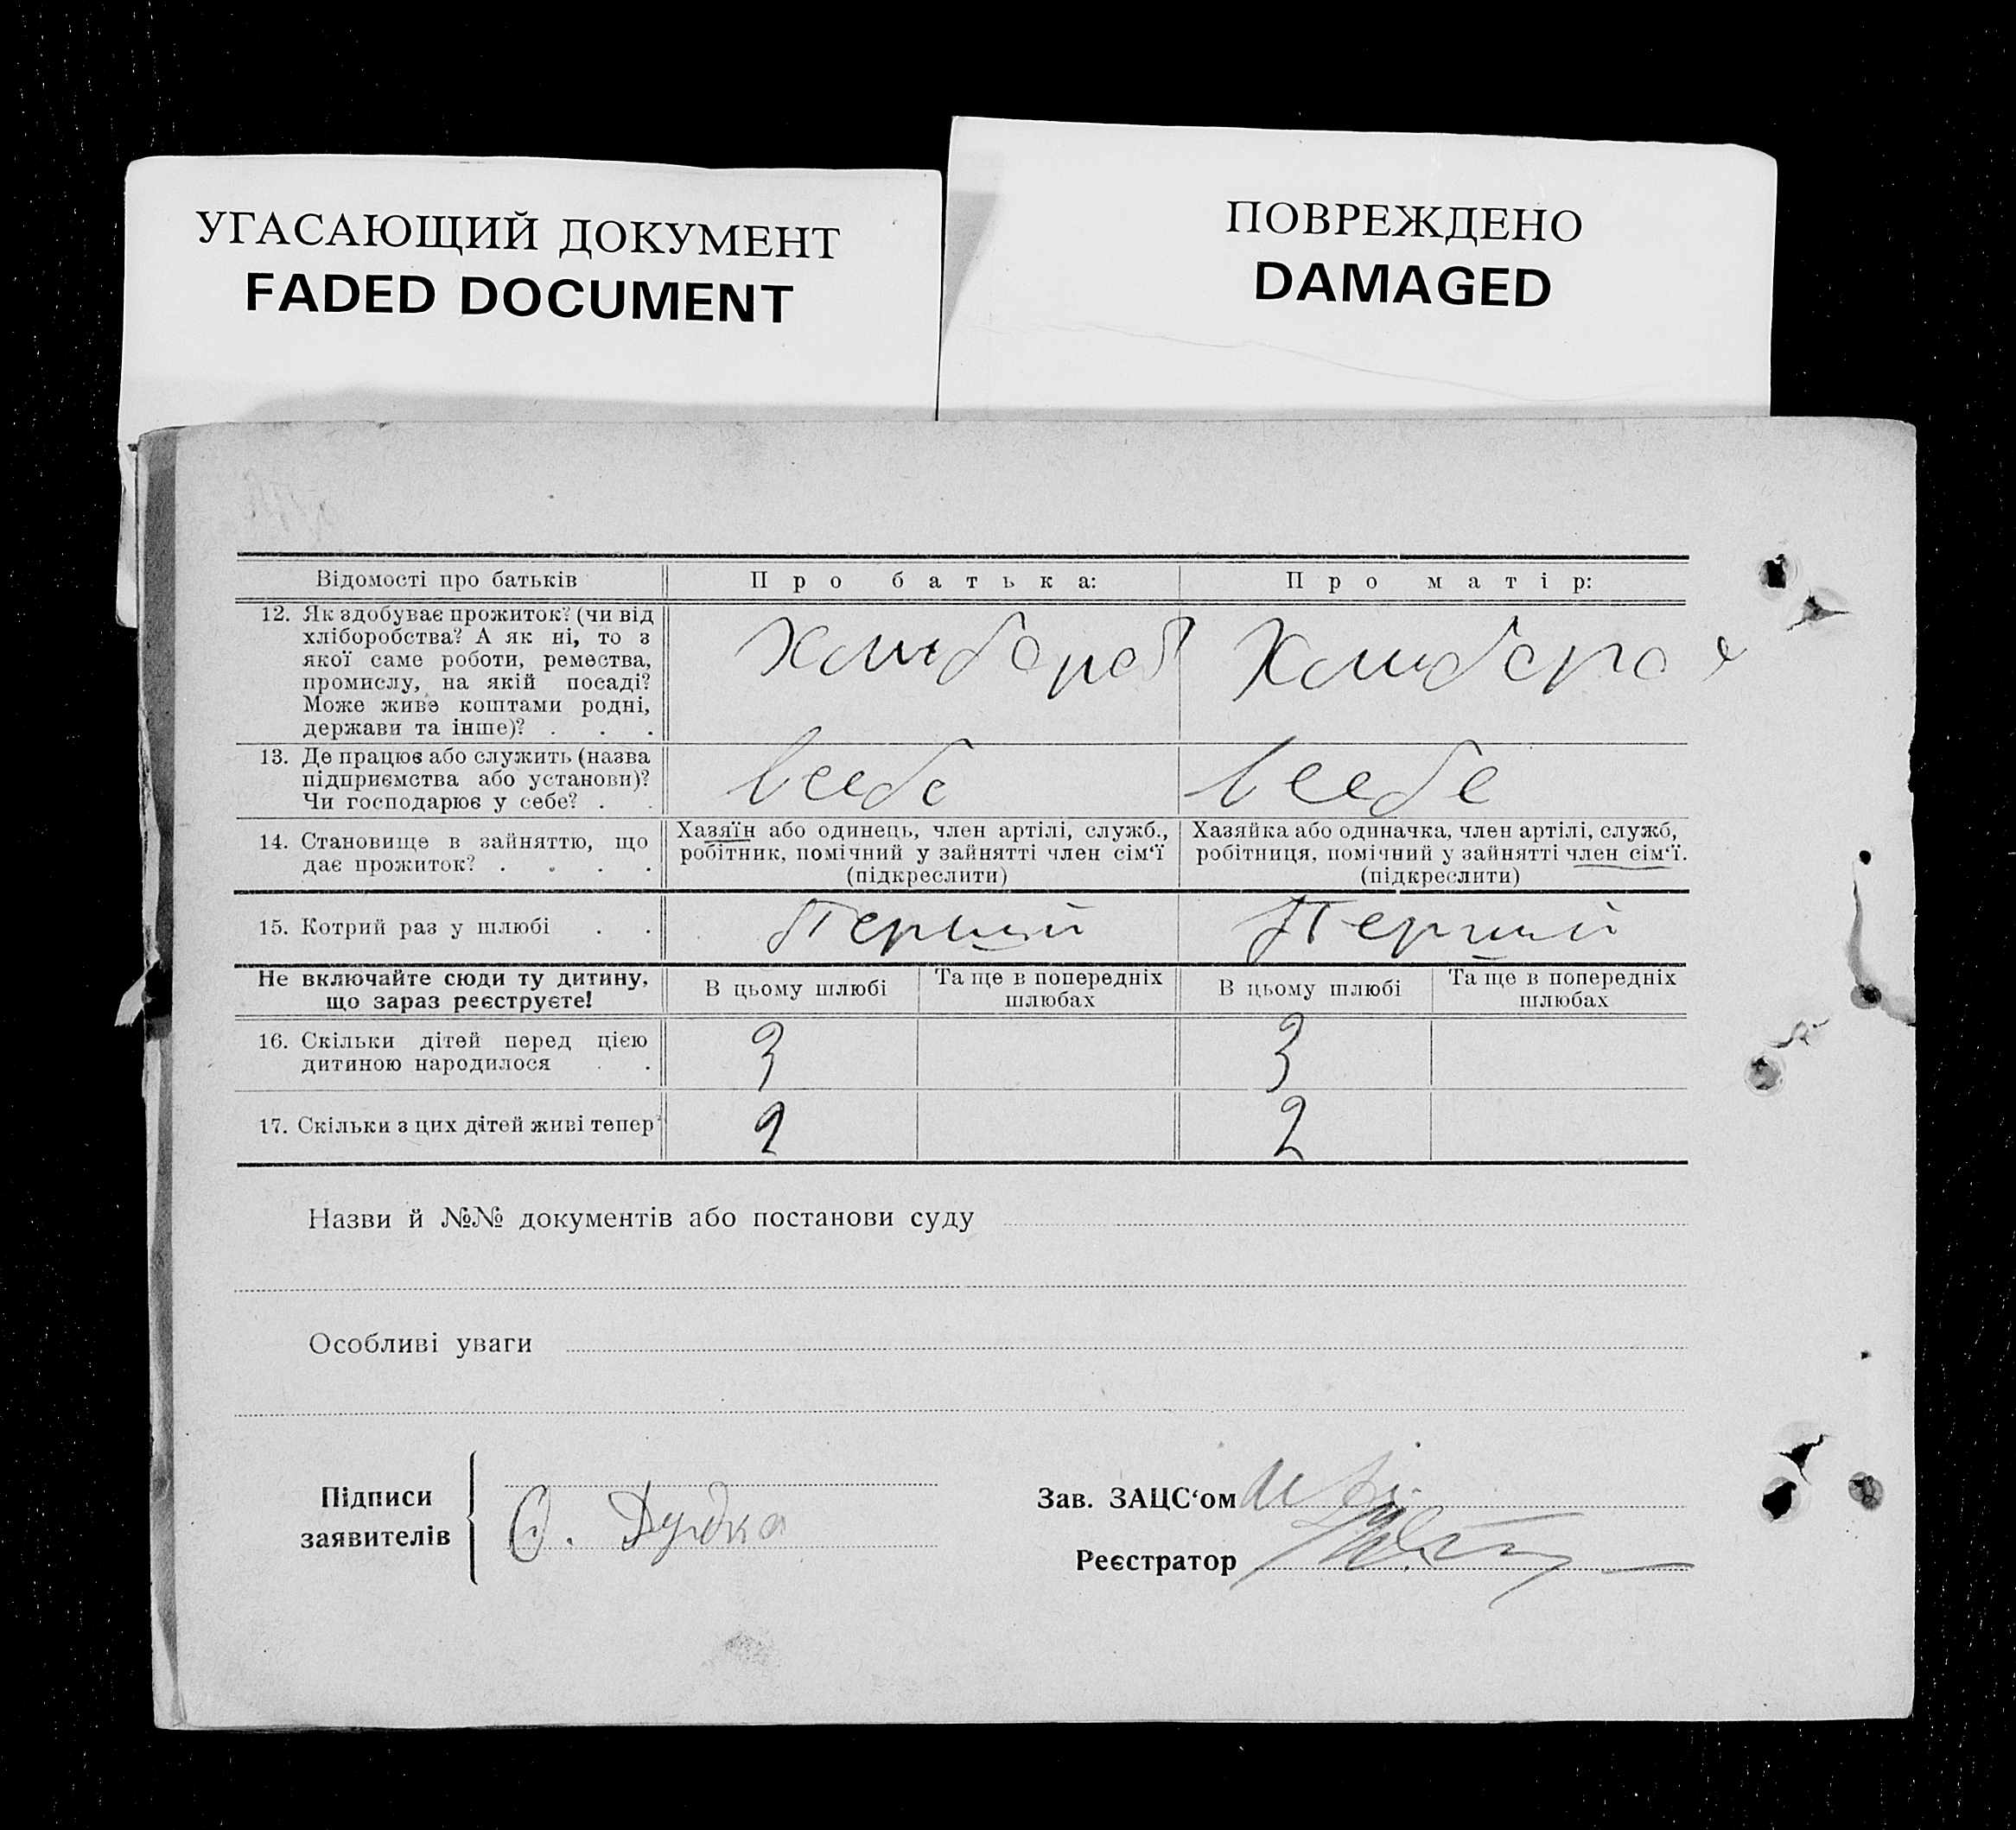 УГАСАЮЩИЙ ДОКУМЕНТ
FADED DOCUMENT
ПОВРЕЖДЕНО
DAMAGED
Відомості про батьків Про батька: Про матір:
12. Як здобуває прожиток? (чи від
хліборобства? А як ні, то з
якої саме роботи, ремества,
промислу, на якій посаді?
Може живе коштами родні,
держави та інше)? . . .
Хлибороб
13. Де працює або служить (назва
підприємства або установи)?
Чи господарює у себе? . .
14. Становище в зайняттю, що
дає прожиток? . . . .
Хазяїн або одинець, член артілі, служб.,
робітник, помічний у зайнятті член сім‘ї
(підкреслити)
Хазяйка або одиначка, член артілі, служб,
робітниця, помічний у зайнятті член сім‘ї.
(підкреслити)
15. Котрий раз у шлюбі . . Перший Перший
Не включайте сюди ту дитину,
що зараз реєструєте!
В цьому шлюбі
Та ще в попередніх
шлюбах
В цьому шлюбі
Та ще в попередніх
шлюбах
16. Скільки дітей перед цією
дитиною народилося . .
3 3
17. Скільки з цих дітей живі тепер? 2 2
Назви й №№ документів або постанови суду
Особливі уваги
Підписи
заявителів
О. Дудка
Зав. ЗАЦС‘ом
Реєстратор